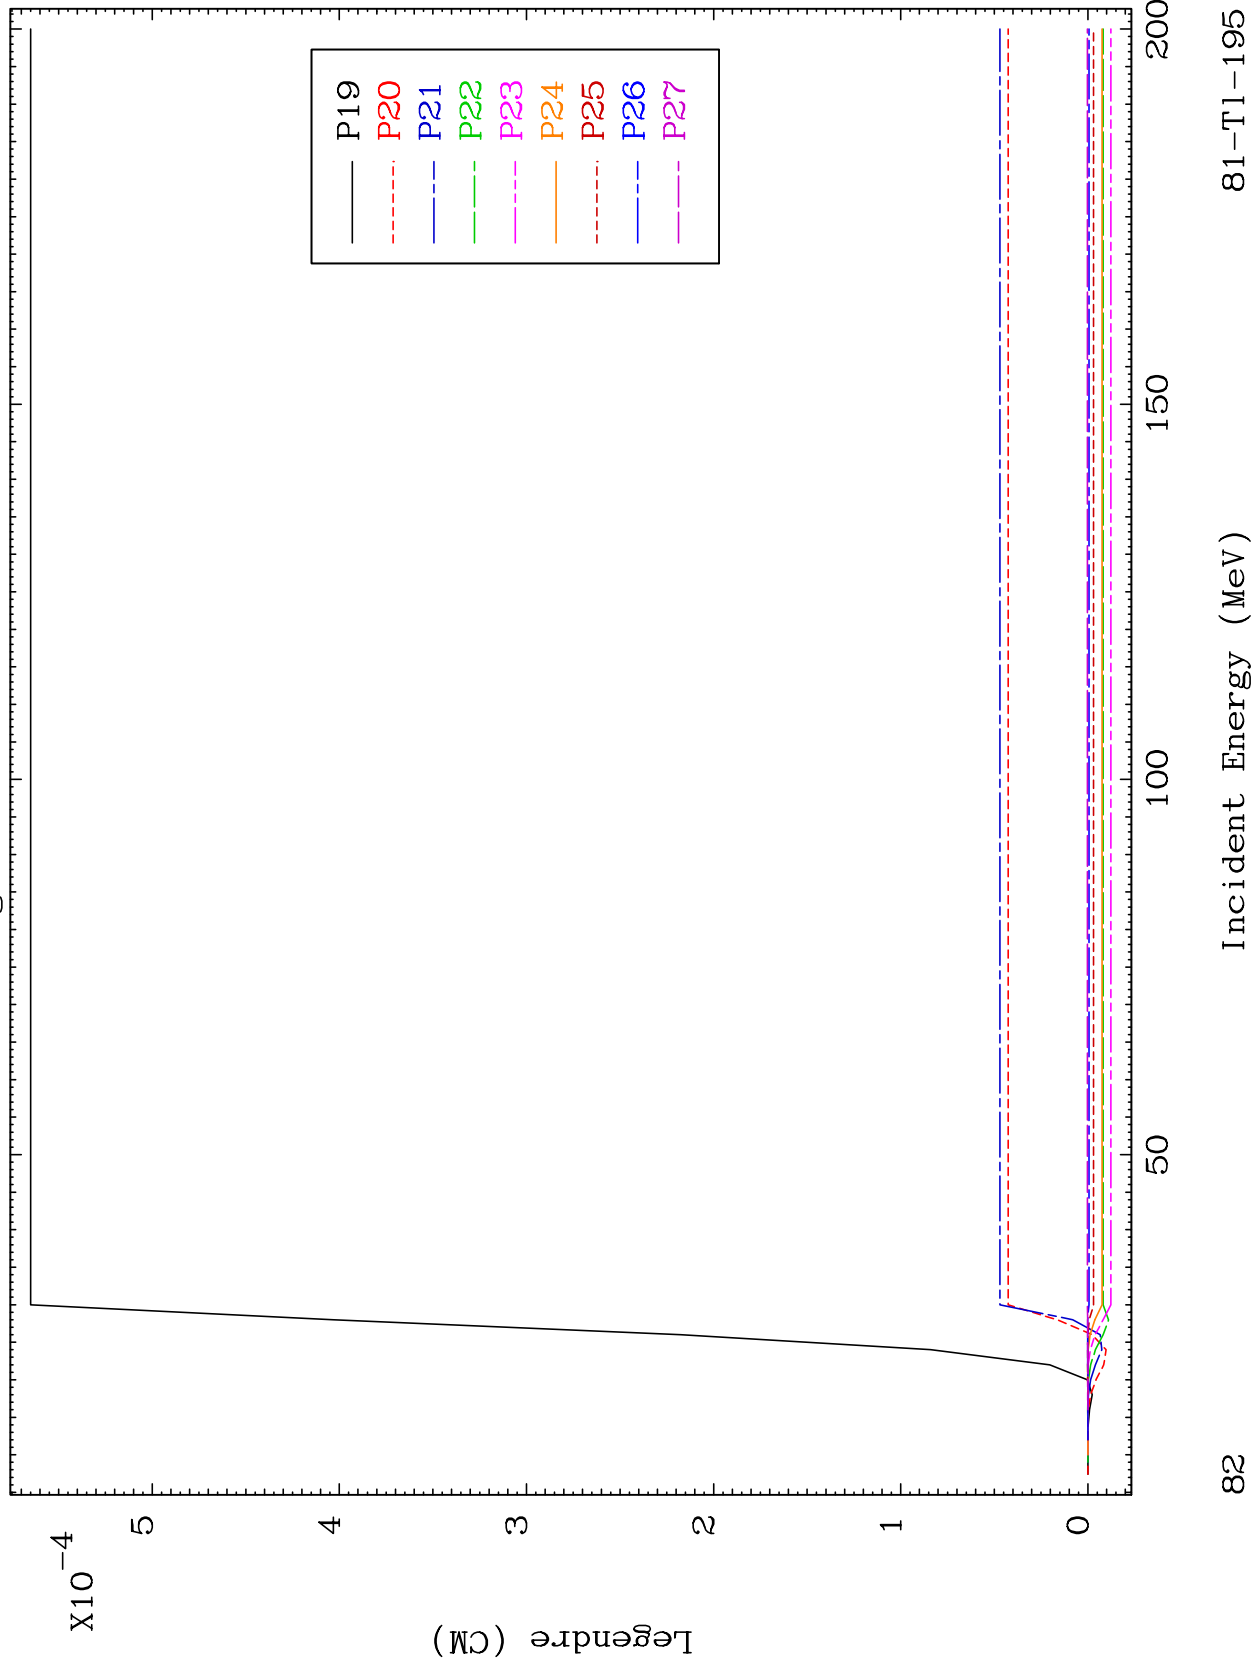 X10-4
5
4
3
2
1
0
Legendre (CM)
P19
P20
P21
P22
P23
P24
P25
P26
P27
50
100
150
200
Incident Energy (MeV)
82
81-Tl-195